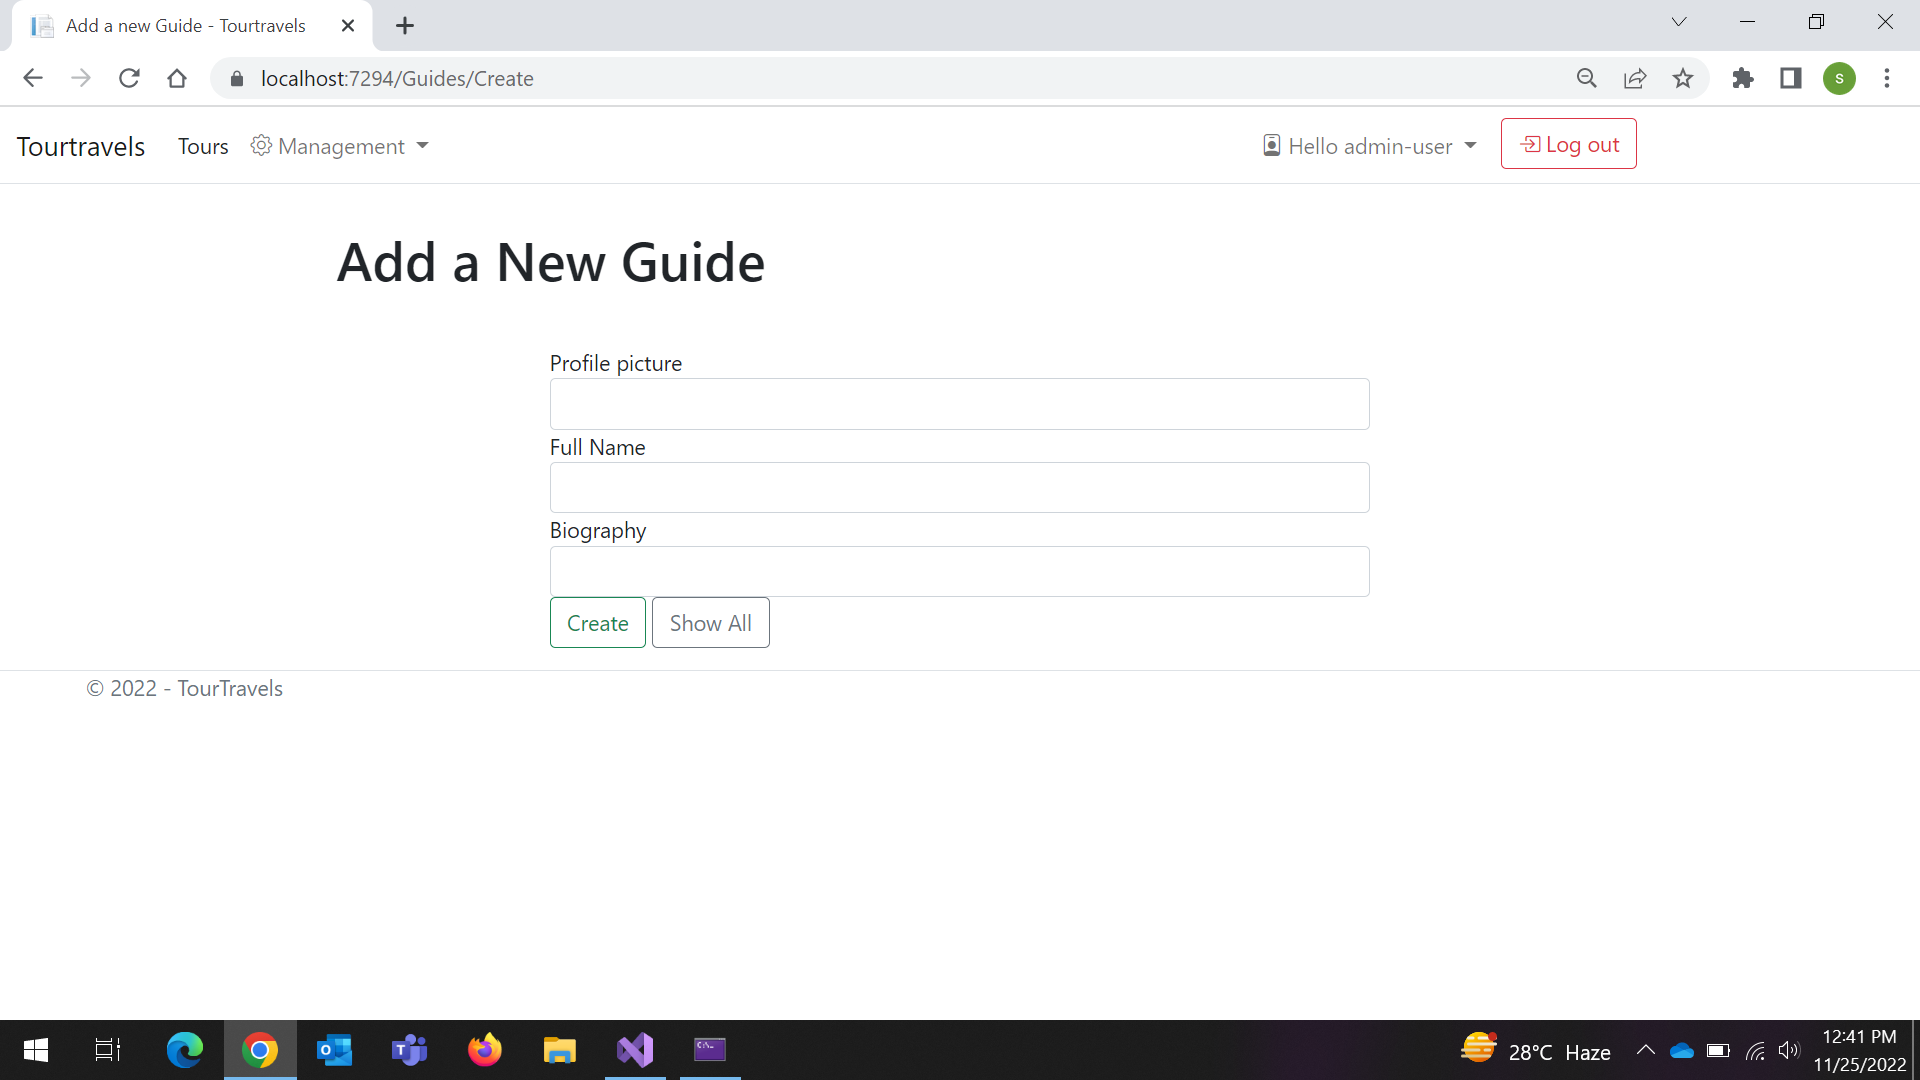 Add a new Guide - Tourtravels
localhost:7294/Guides/Create
S
Tourtravels Tours Management Hello admin-user Log out
Add a New Guide
Profile picture
Full Name
Biography
Create Show All
© 2022 - TourTravels
28°C Haze
12:41 PM
11/25/2022